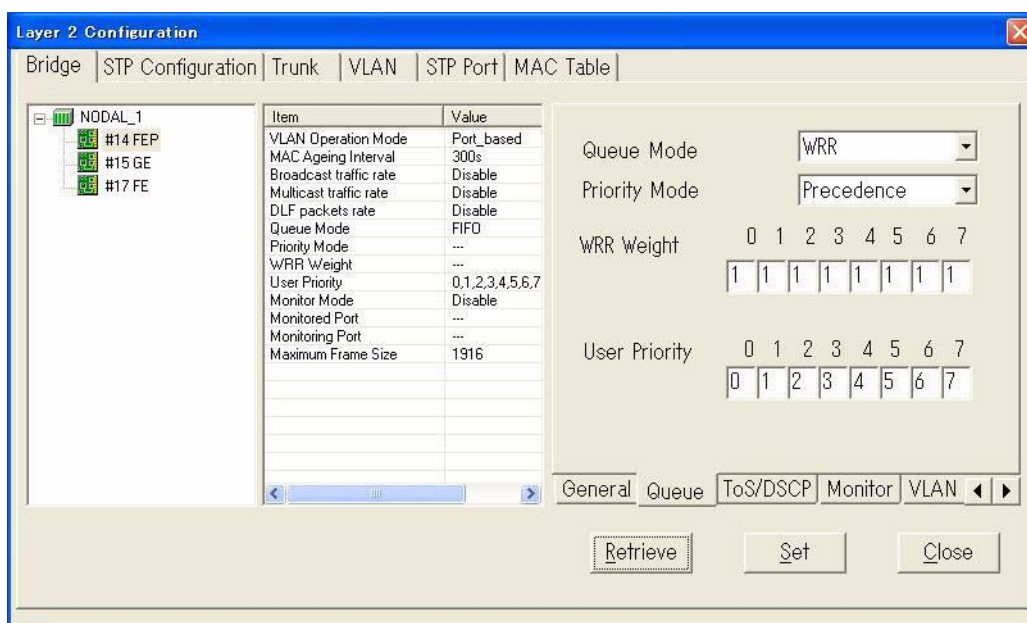 Layer 2 Configuration
Bridge STP Configuration Trunk VLAN STP Port MAC Table
NODAL_1
#14 FEP
#15 GE
#17 FE
Item Value
VLAN Operation Mode Port_based
MAC Ageing Interval 300s
Broadcast traffic rate Disable
Multicast traffic rate Disable
DLF packets rate Disable
Queue Mode FIFO
Priority Mode ---
WRR Weight ---
User Priority 0,1,2,3,4,5,6,7
Monitor Mode Disable
Monitored Port ---
Monitoring Port ---
Maximum Frame Size 1916
Queue Mode WRR
Priority Mode Precedence
0 1 2 3 4 5 6 7
WRR Weight
1 1 1 1 1 1 1 1
User Priority 0 1 2 3 4 5 6 7
0 1 2 3 4 5 6 7
General Queue ToS/DSCP Monitor VLAN
Retrieve Set Close